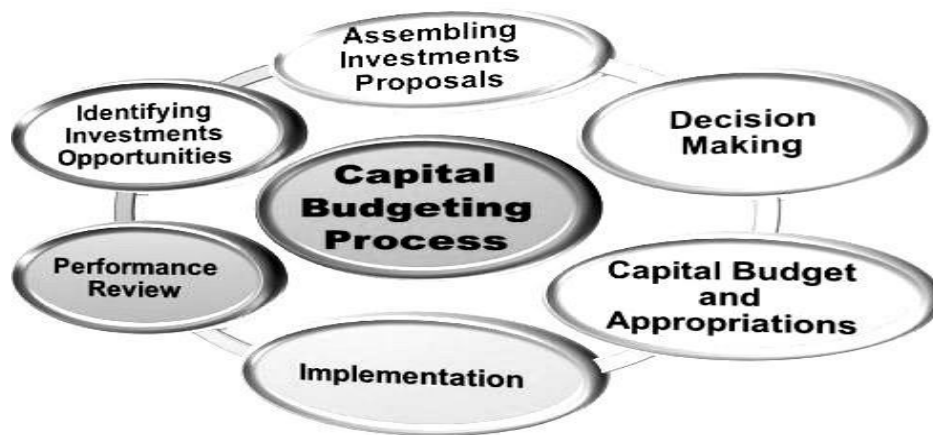 Assembling
Investments
Proposals
Identifying
Investments
Opportunities
Decision
Making
Capital
Budgeting
Process
Performance
Review
Capital Budget
and
Appropriations
Implementation